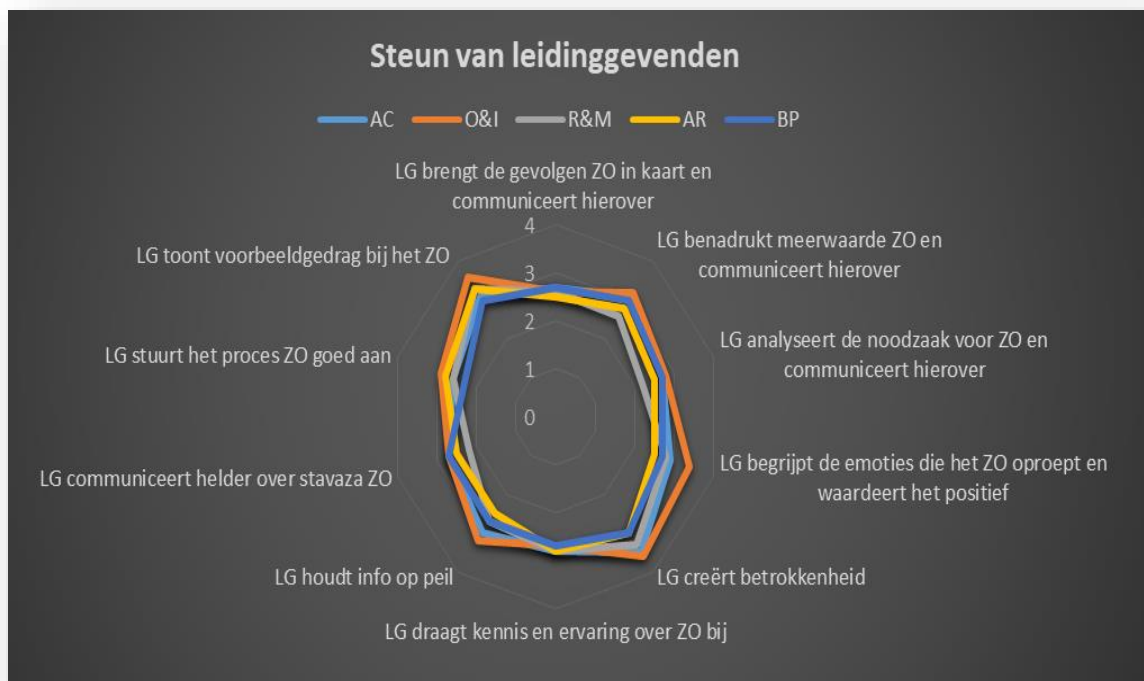 Steun van leidinggevenden
AC O&I R&M AR BP
LG brengt de gevolgen ZO in kaart en
communiceert hierover
LG benadrukt meerwaarde ZO en
communiceert hierover
LG analyseert de noodzaak voor ZO en
communiceert hierover
LG begrijpt de emoties die het ZO oproept en
waardeert het positief
LG creërt betrokkenheid
LG draagt kennis en ervaring over ZO bij
LG houdt info op peil
LG communiceert helder over stavaza ZO
LG stuurt het proces ZO goed aan
LG toont voorbeeldgedrag bij het ZO
4
3
2
1
0